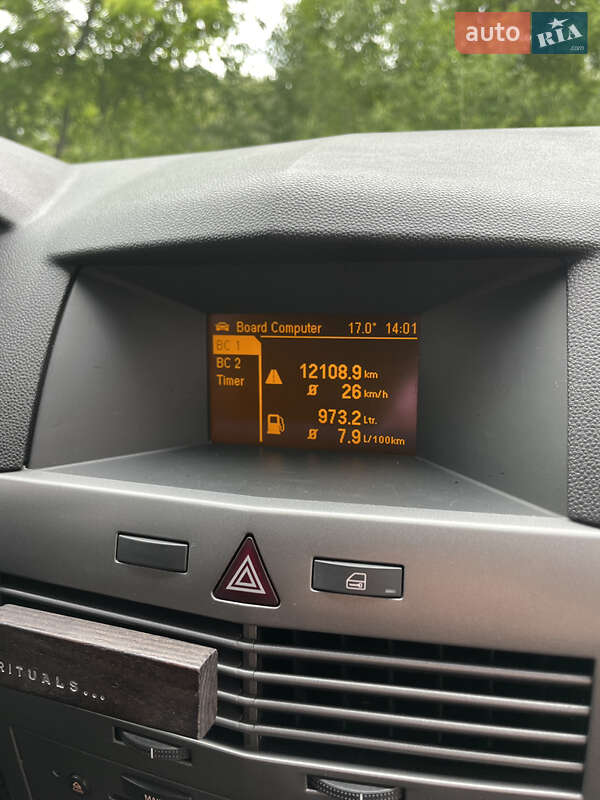 auto RIA.com
Board Computer 17.0° 14:01
BC 1
BC 2
Timer
12108.9 km
Ø 26 km/h
973.2 Ltr.
Ø 7.9 L/100km
RITUALS...